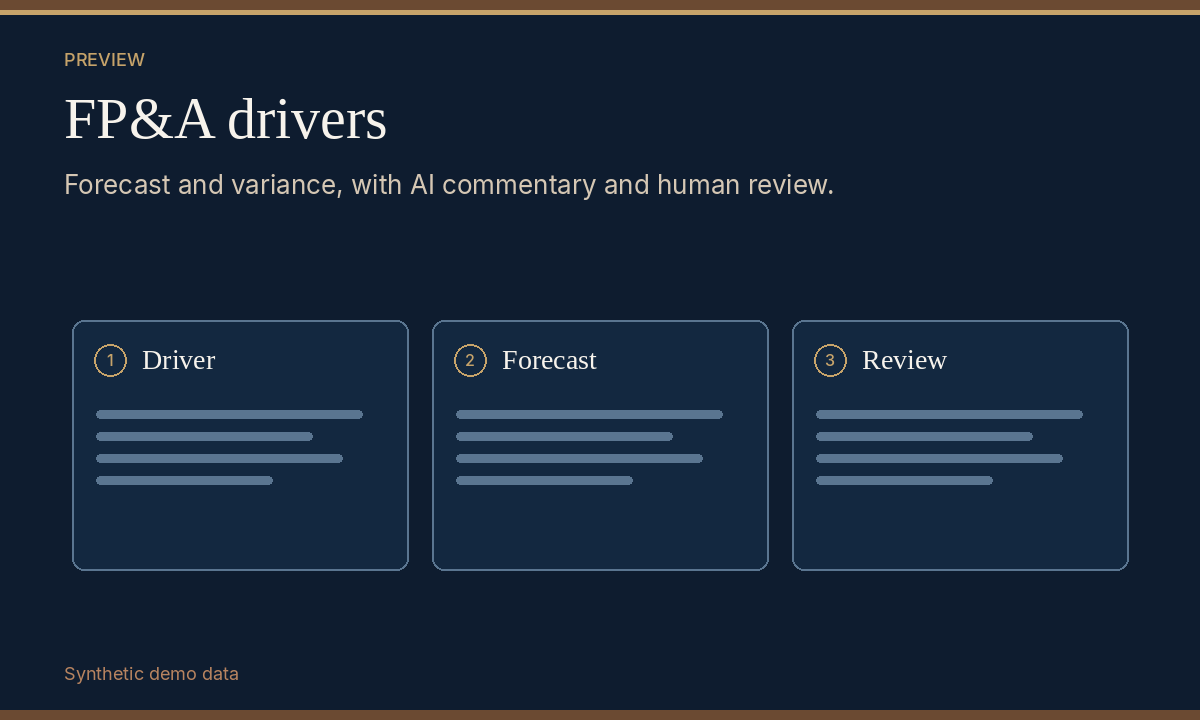 PREVIEW
FP&A drivers
Forecast and variance, with AI commentary and human review.
1 Driver
2 Forecast
3 Review
Synthetic demo data